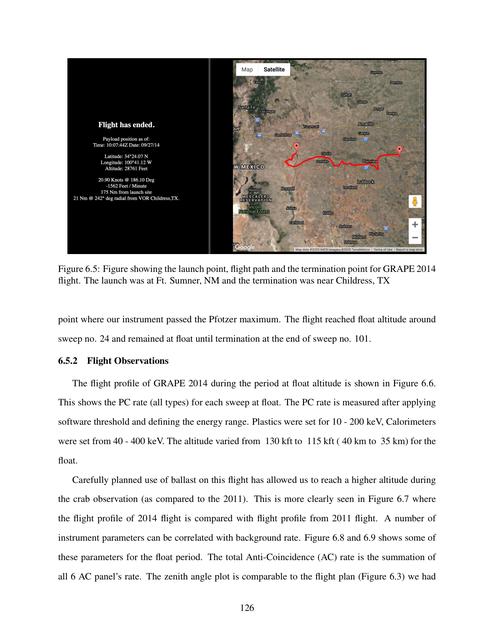 Map Satellite
Flight has ended.
Payload position as of:
Time: 10:07:44Z Date: 09/27/14
Latitude: 34°24.07 N
Longitude: 100°41.12 W
Altitude: 28761 Feet
20.90 Knots @ 186.10 Deg
-1562 Feet / Minute
175 Nm from launch site
21 Nm @ 242° deg radial from VOR Childress,TX.
Google
Figure 6.5: Figure showing the launch point, flight path and the termination point for GRAPE 2014
flight. The launch was at Ft. Sumner, NM and the termination was near Childress, TX
point where our instrument passed the Pfotzer maximum. The flight reached float altitude around
sweep no. 24 and remained at float until termination at the end of sweep no. 101.
6.5.2 Flight Observations
The flight profile of GRAPE 2014 during the period at float altitude is shown in Figure 6.6.
This shows the PC rate (all types) for each sweep at float. The PC rate is measured after applying
software threshold and defining the energy range. Plastics were set for 10 - 200 keV, Calorimeters
were set from 40 - 400 keV. The altitude varied from 130 kft to 115 kft ( 40 km to 35 km) for the
float.
Carefully planned use of ballast on this flight has allowed us to reach a higher altitude during
the crab observation (as compared to the 2011). This is more clearly seen in Figure 6.7 where
the flight profile of 2014 flight is compared with flight profile from 2011 flight. A number of
instrument parameters can be correlated with background rate. Figure 6.8 and 6.9 shows some of
these parameters for the float period. The total Anti-Coincidence (AC) rate is the summation of
all 6 AC panel's rate. The zenith angle plot is comparable to the flight plan (Figure 6.3) we had
126